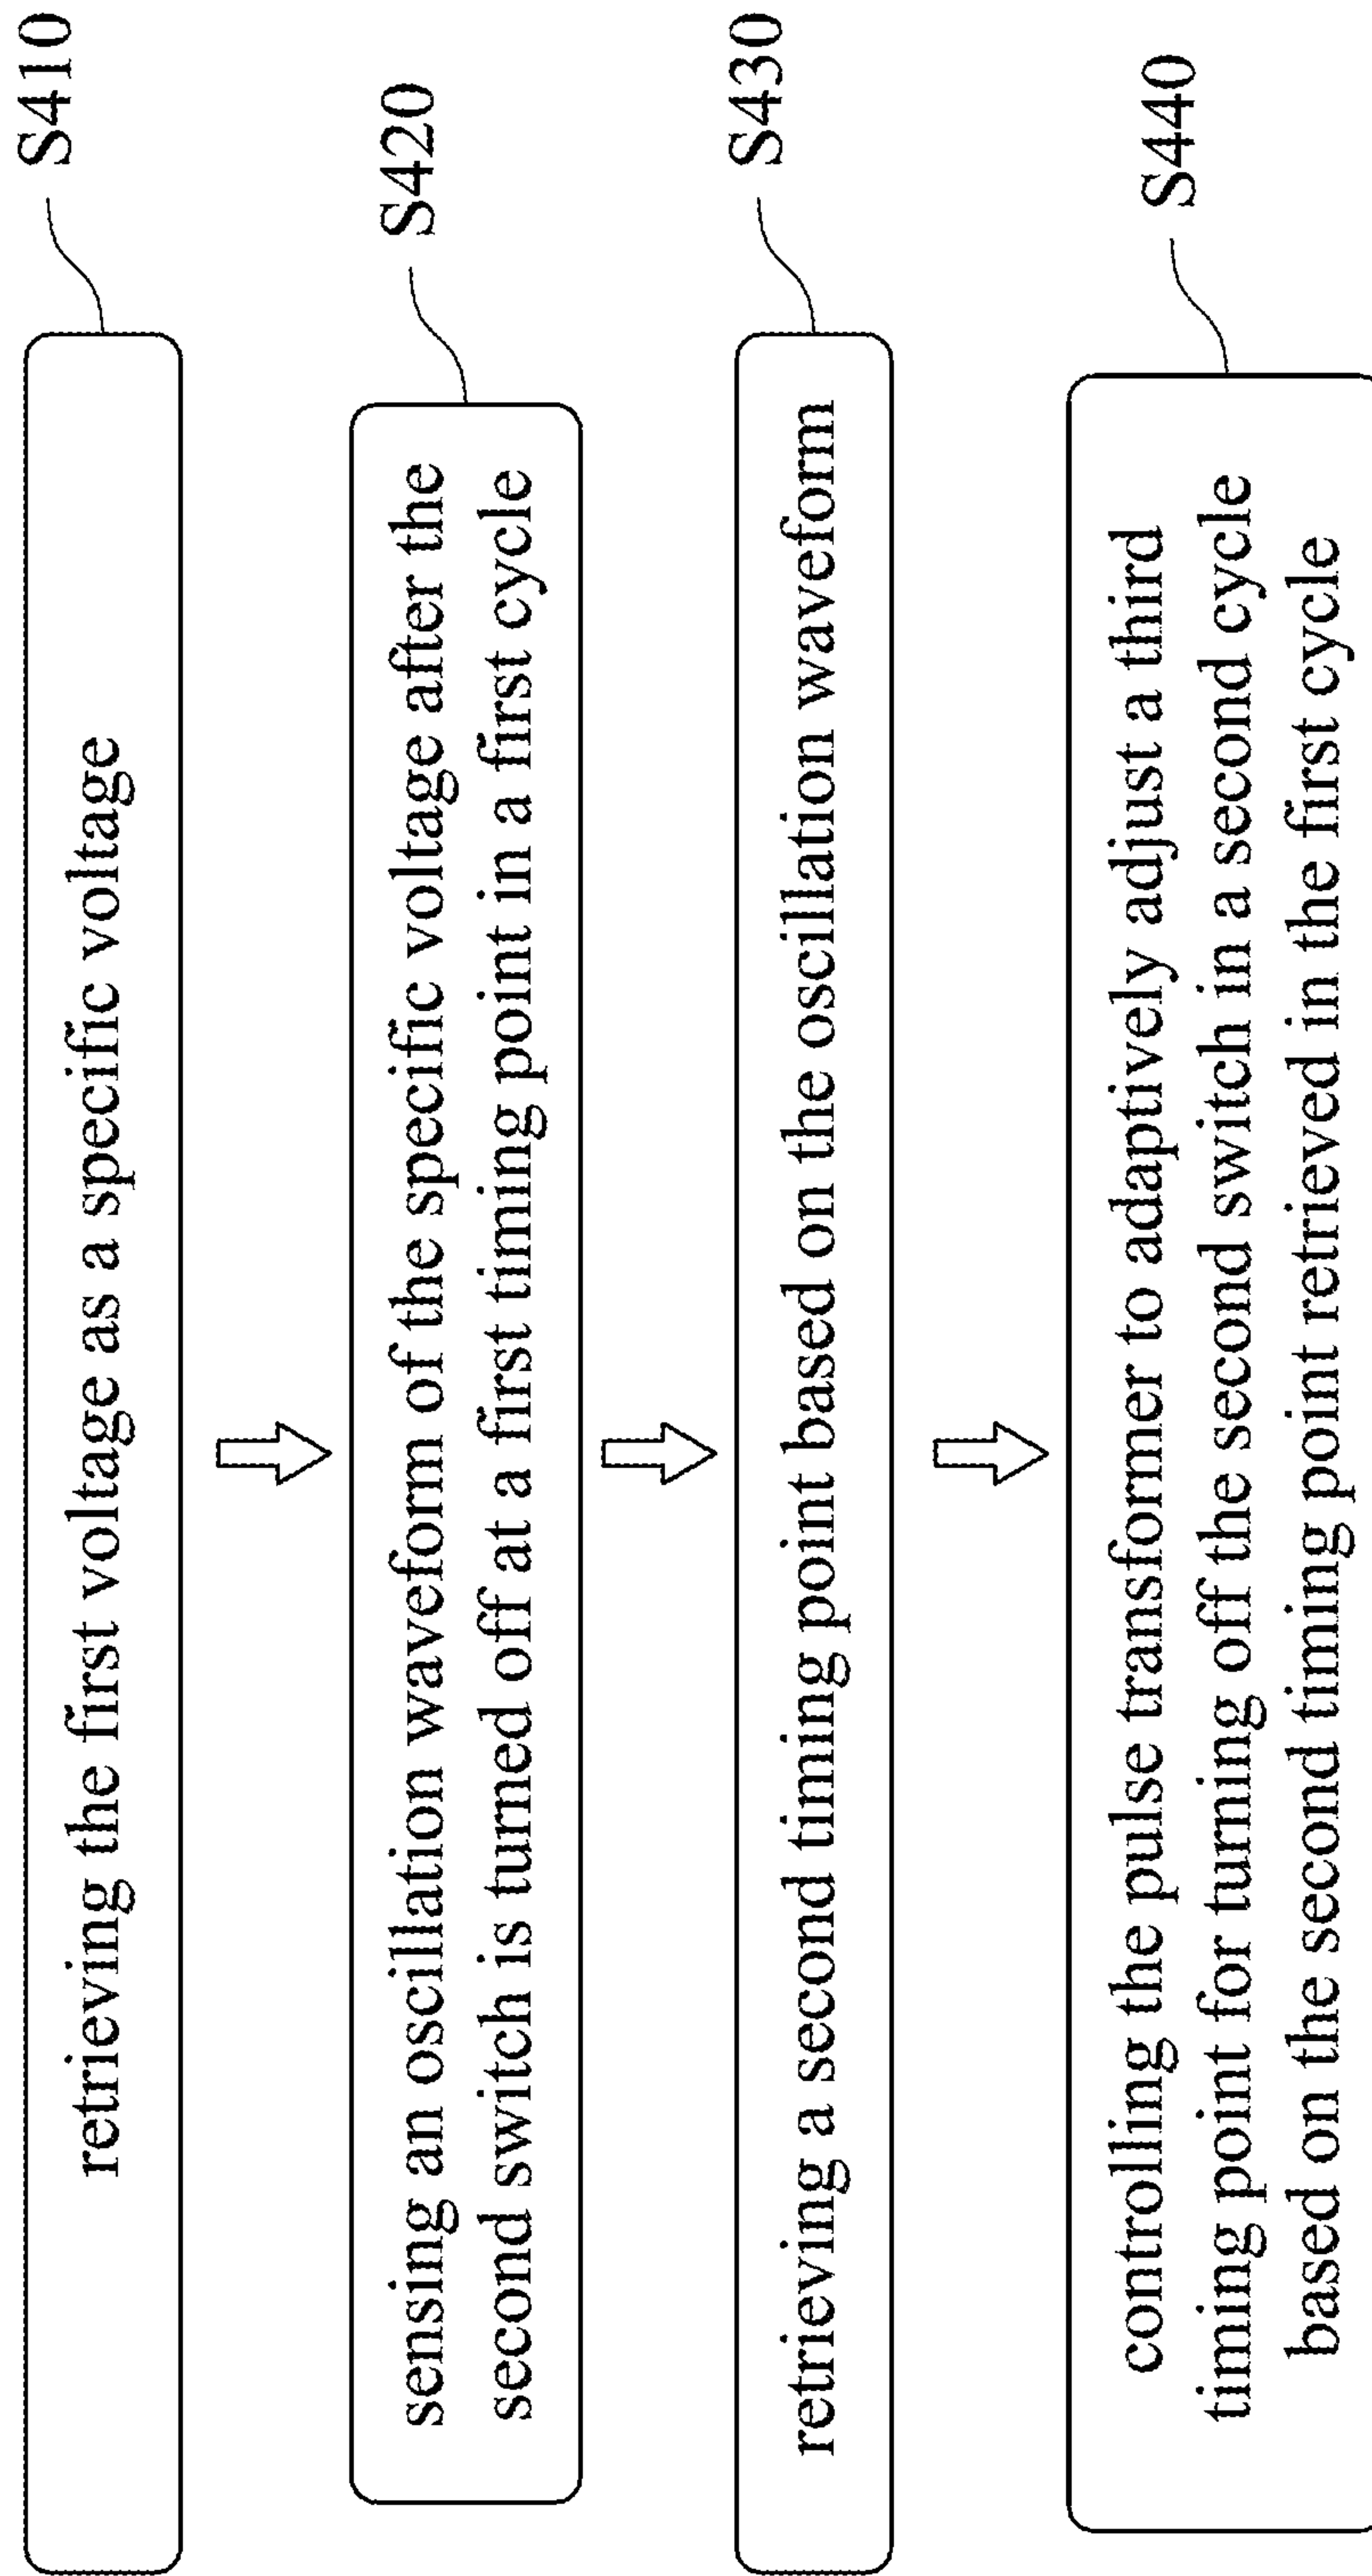 retrieving the first voltage as a specific voltage
S410
sensing an oscillation waveform of the specific voltage after the
second switch is turned off at a first timing point in a first cycle
S420
retrieving a second timing point based on the oscillation waveform
S430
controlling the pulse transformer to adaptively adjust a third
timing point for turning off the second switch in a second cycle
based on the second timing point retrieved in the first cycle
S440